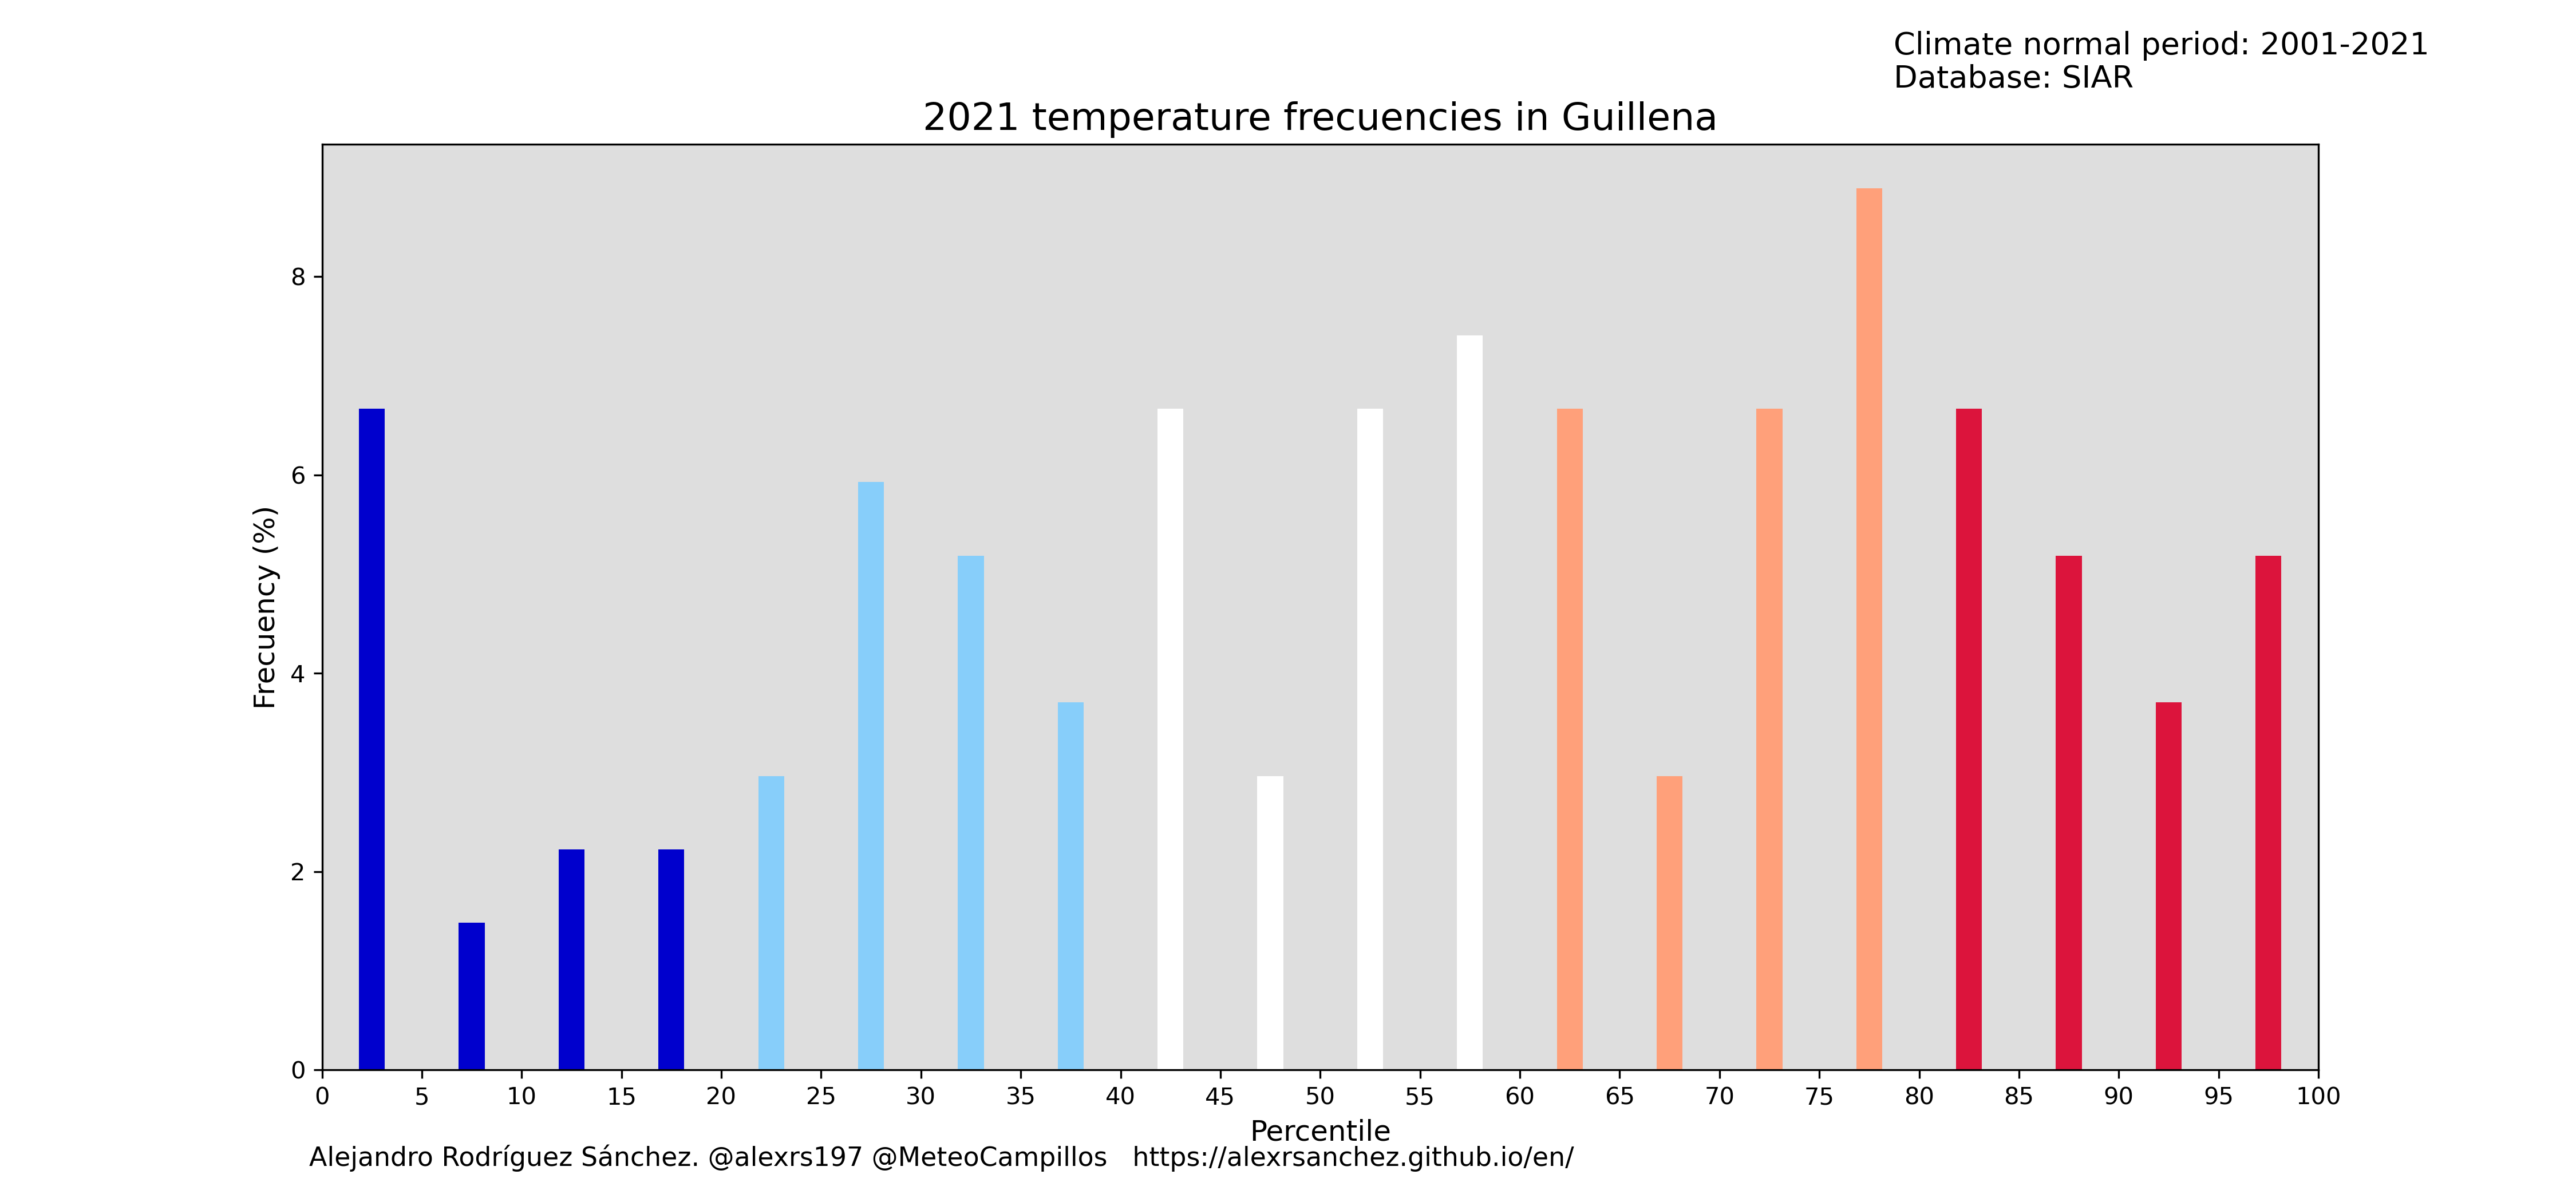 Climate normal period: 2001-2021
Database: SIAR
2021 temperature frecuencies in Guillena
Frecuency (%)
8
6
4
2
0
0 5 10 15 20 25 30 35 40 45 50 55 60 65 70 75 80 85 90 95 100
Percentile
Alejandro Rodríguez Sánchez. @alexrs197 @MeteoCampillos https://alexrsanchez.github.io/en/